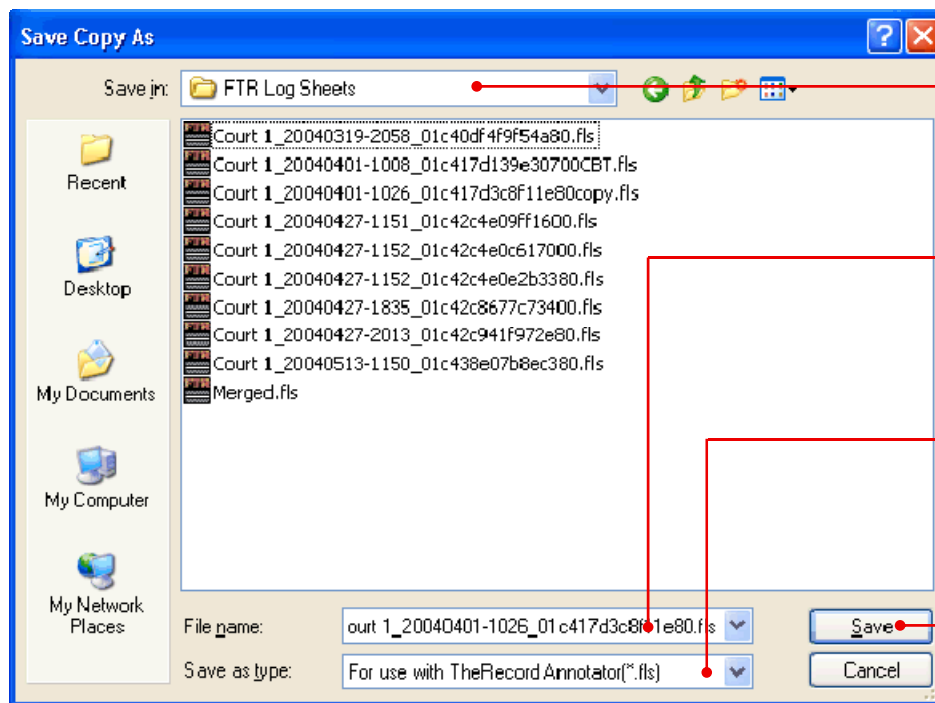 Save Copy As
Save in: FTR Log Sheets
Recent
Desktop
My Documents
My Computer
My Network
Places
Court 1_20040319-2058_01c40df4f9f54a80.fls
Court 1_20040401-1008_01c417d139e30700CBT.fls
Court 1_20040401-1026_01c417d3c8f11e80copy.fls
Court 1_20040427-1151_01c42c4e09ff1600.fls
Court 1_20040427-1152_01c42c4e0c617000.fls
Court 1_20040427-1152_01c42c4e0e2b3380.fls
Court 1_20040427-1835_01c42c8677c73400.fls
Court 1_20040427-2013_01c42c941f972e80.fls
Court 1_20040513-1150_01c438e07b8ec380.fls
Merged.fls
File name: ourt 1_20040401-1026_01c417d3c8f11e80.fls Save
Save as type: For use with TheRecord Annotator(*.fls) Cancel